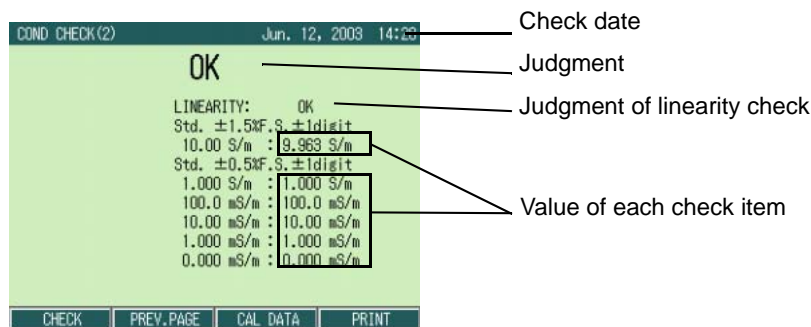 COND CHECK(2) Jun. 12, 2003 14:28
Check date
OK
Judgment
LINEARITY: OK
Judgment of linearity check
Std. ±1.5%F.S.±1digit
10.00 S/m : 9.963 S/m
Std. ±0.5%F.S.±1digit
1.000 S/m : 1.000 S/m
100.0 mS/m : 100.0 mS/m
10.00 mS/m : 10.00 mS/m
1.000 mS/m : 1.000 mS/m
0.000 mS/m : 0.000 mS/m
Value of each check item
CHECK PREV.PAGE CAL DATA PRINT